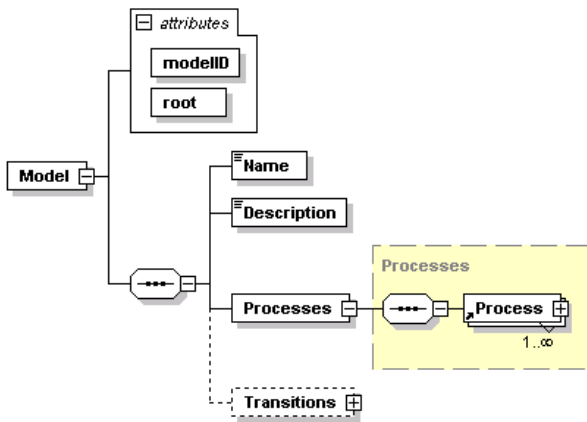 attributes
modelID
root
Model
Name
Description
Processes
Processes
Process
1..∞
Transitions